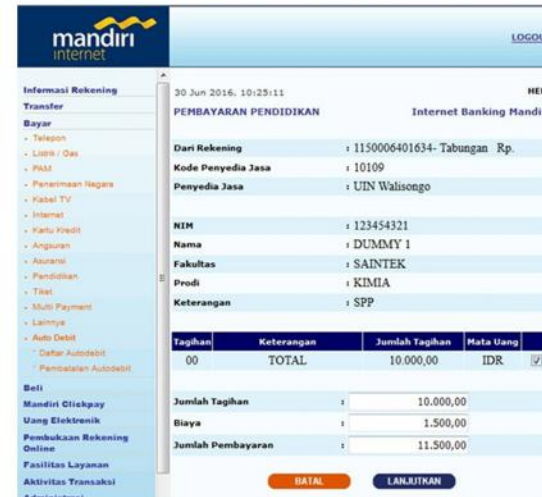 mandiri
internet
LOGOU
Informasi Rekening
Transfer
Bayar
Telepon
Listrik / Gas
PAM
Penerimaan Negara
Kabel TV
Internet
Kartu Kredit
Angsuran
Asuransi
Pendidikan
Tiket
Multi Payment
Lainnya
Auto Debit
Daftar Autodebit
Pembatalan Autodebit
Beli
Mandiri Clickpay
Uang Elektronik
Pembukaan Rekening
Online
Fasilitas Layanan
Aktivitas Transaksi
Administrasi
30 Jun 2016, 10:25:11
PEMBAYARAN PENDIDIKAN Internet Banking Mandi
Dari Rekening : 1150006401634- Tabungan Rp.
Kode Penyedia Jasa : 10109
Penyedia Jasa : UIN Walisongo
NIM : 123454321
Nama : DUMMY 1
Fakultas : SAINTEK
Prodi : KIMIA
Keterangan : SPP
Tagihan Keterangan Jumlah Tagihan Mata Uang
00 TOTAL 10.000,00 IDR
Jumlah Tagihan : 10.000,00
Biaya : 1.500,00
Jumlah Pembayaran : 11.500,00
BATAL LANJUTKAN